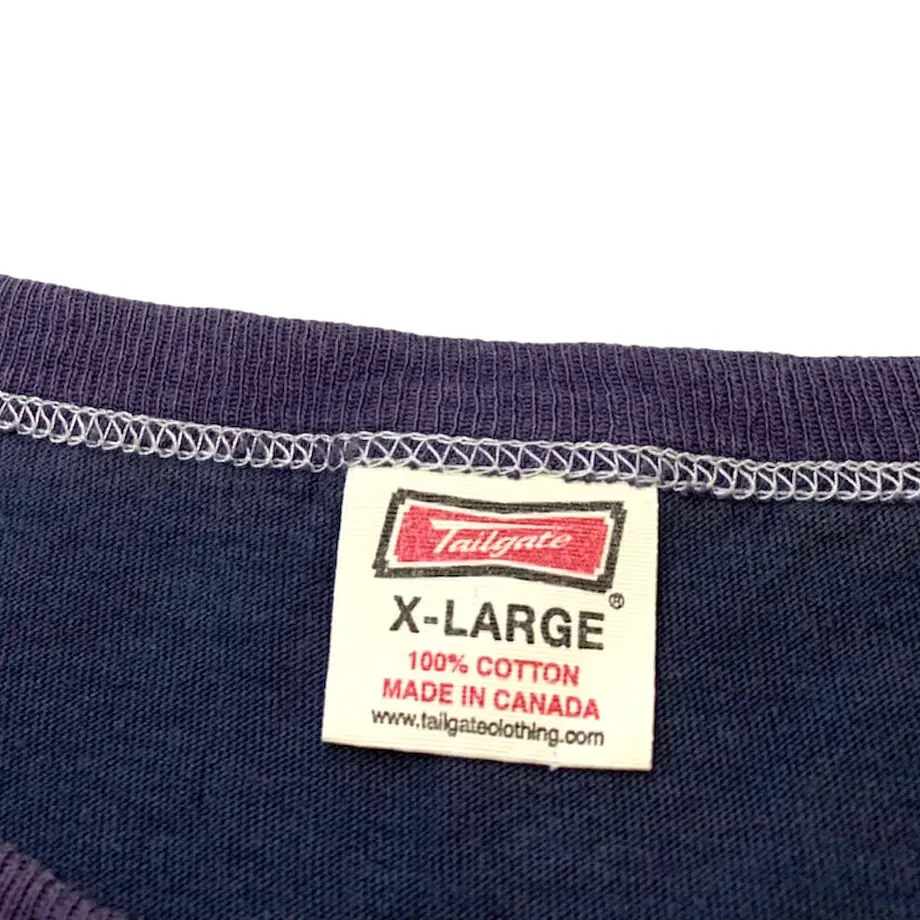 Tailgate
®
X-LARGE
100% COTTON
MADE IN CANADA
www.tailgateclothing.com